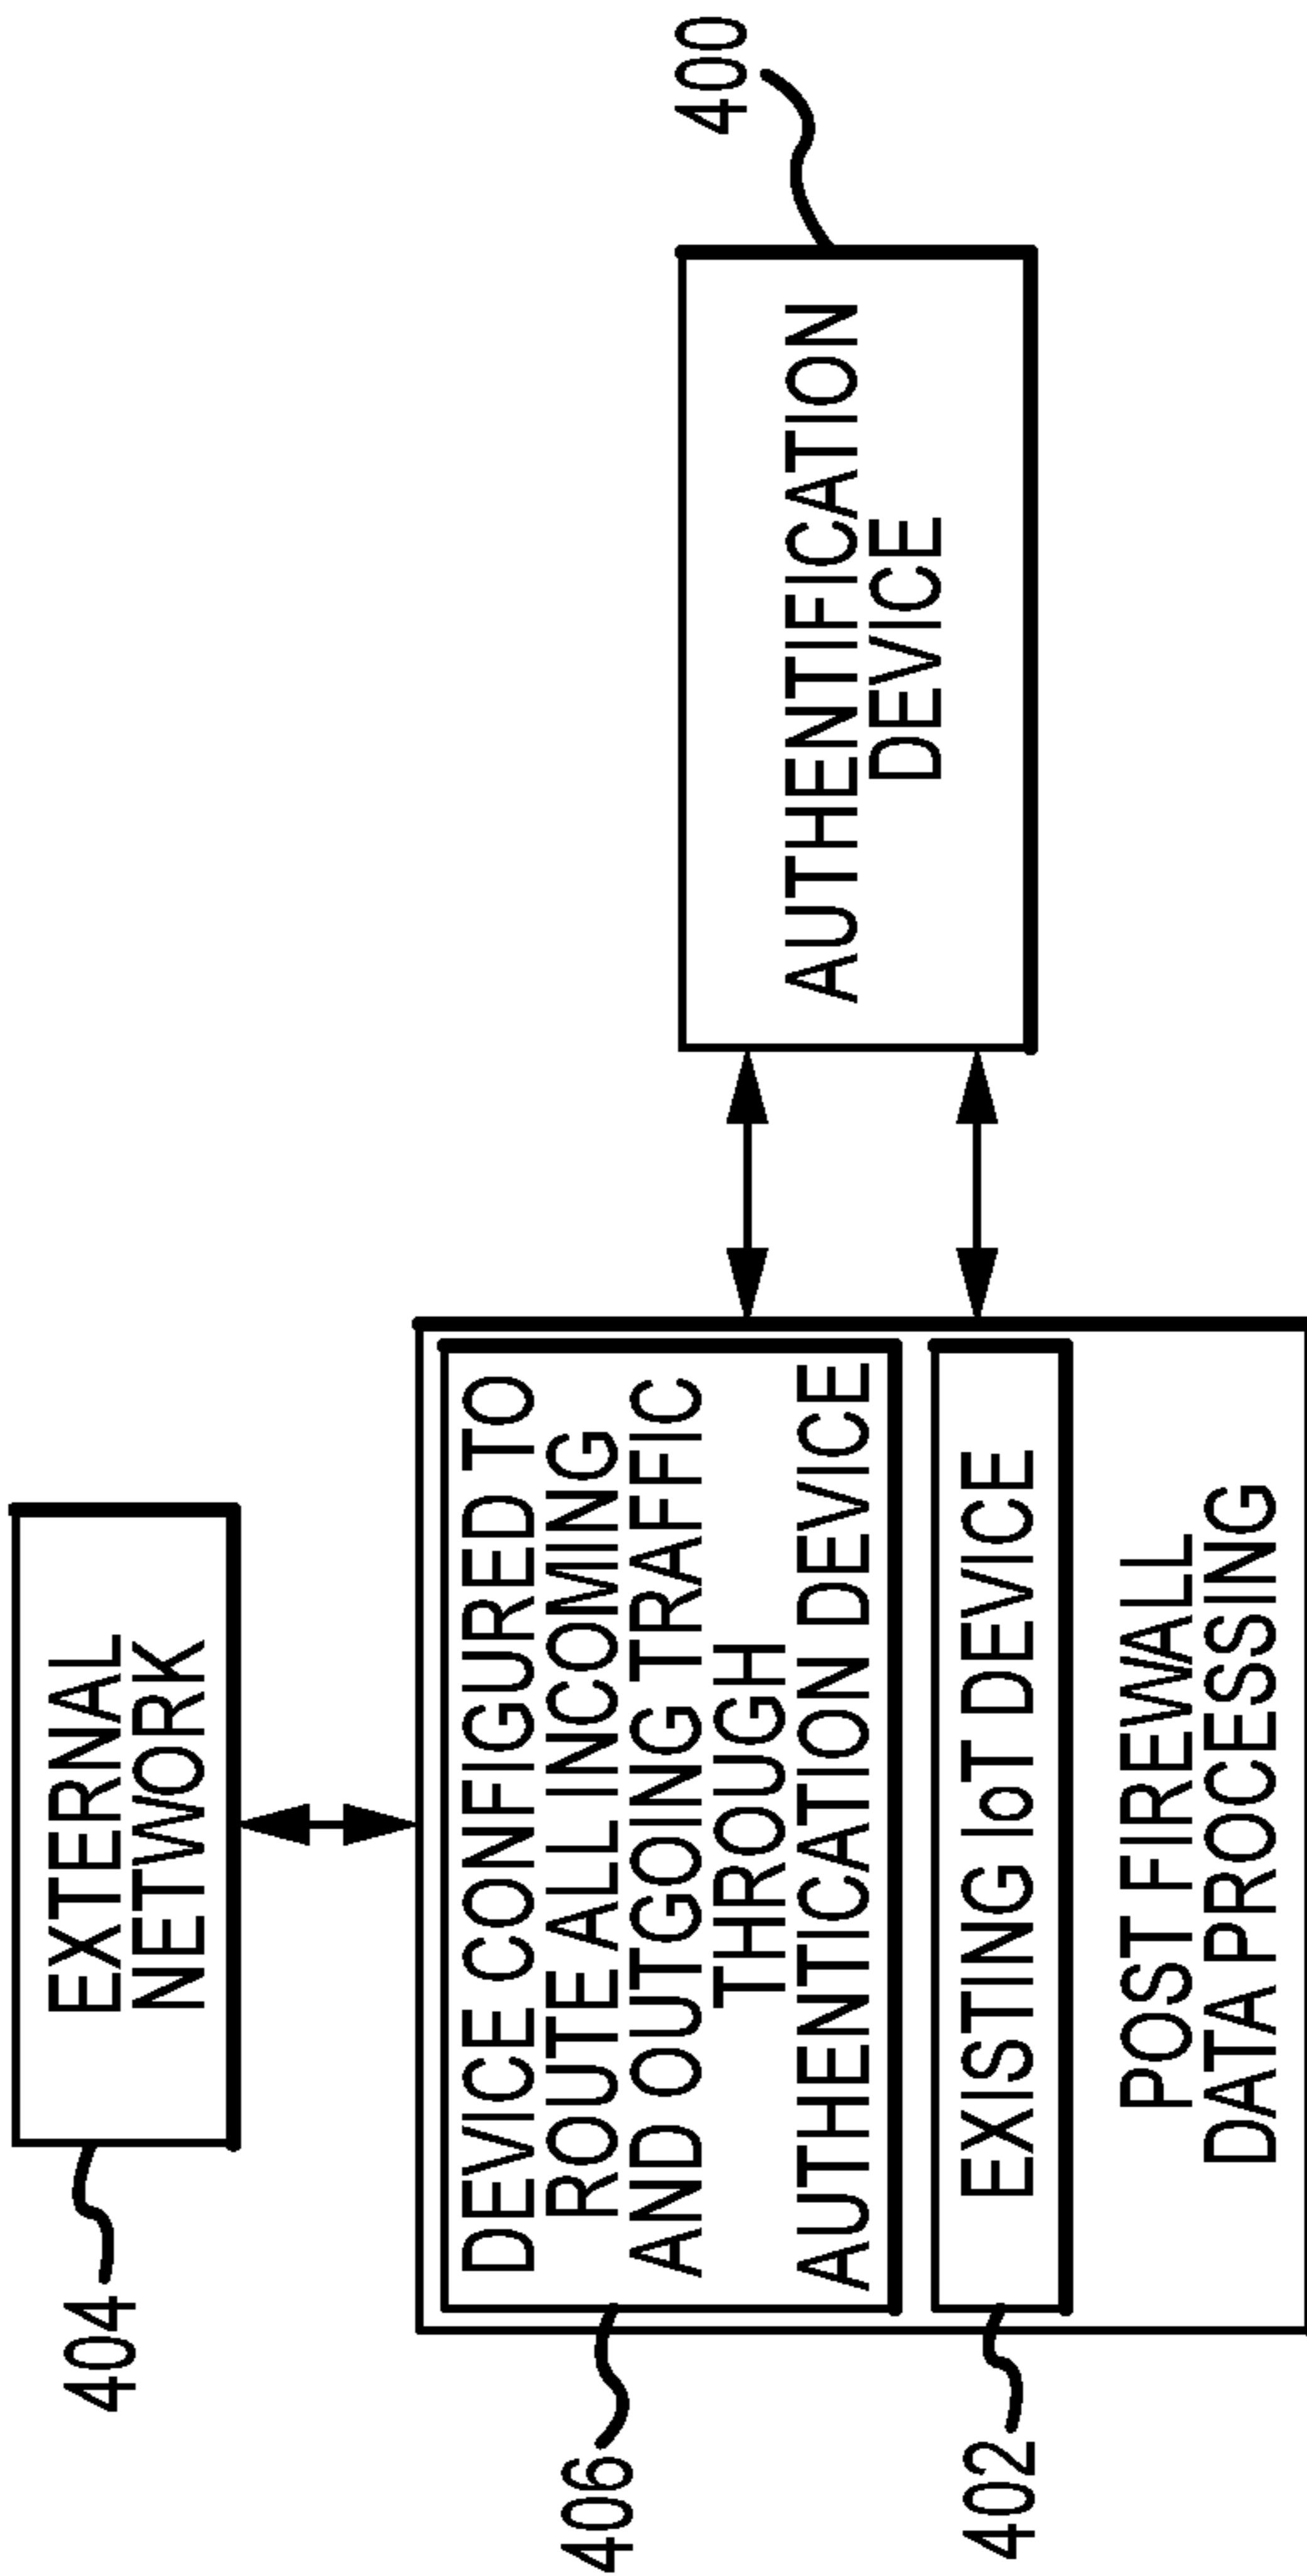 404
EXTERNAL
NETWORK
406
DEVICE CONFIGURED TO
ROUTE ALL INCOMING
AND OUTGOING TRAFFIC
THROUGH
AUTHENTICATION DEVICE
402
EXISTING IoT DEVICE
POST FIREWALL
DATA PROCESSING
400
AUTHENTIFICATION
DEVICE